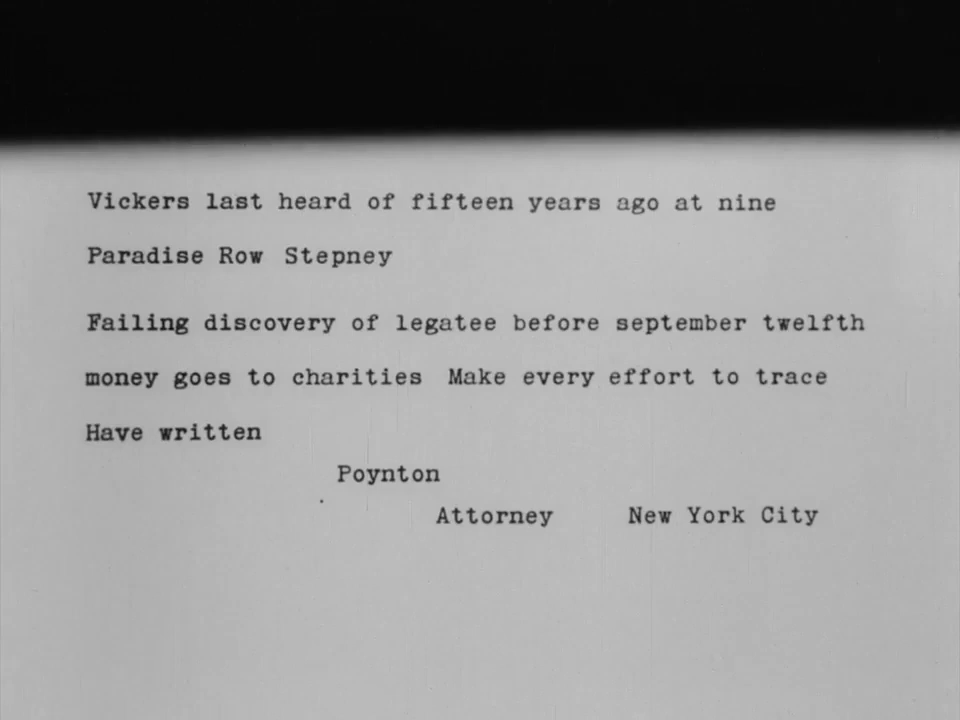 Vickers last heard of fifteen years ago at nine
Paradise Row Stepney
Failing discovery of legatee before september twelfth
money goes to charities Make every effort to trace
Have written
Poynton
Attorney New York City